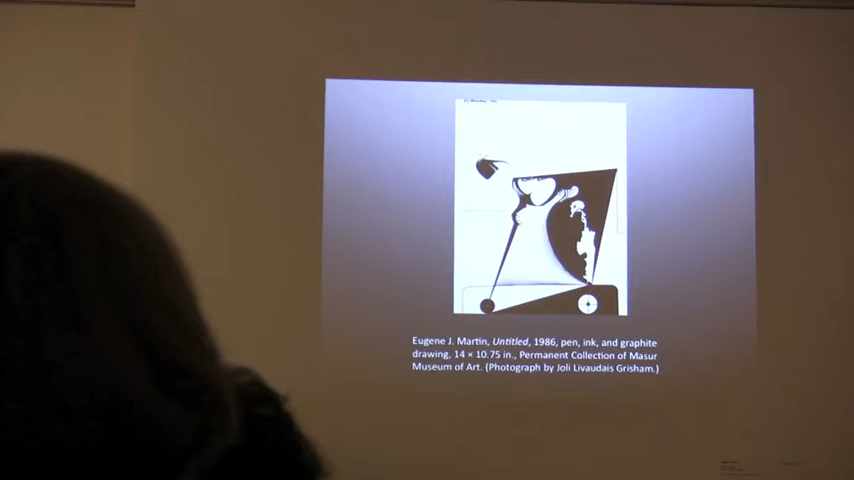 Eugene J. Martin, Untitled, 1986, pen, ink, and graphite
drawing, 14 × 10.75 in., Permanent Collection of Masur
Museum of Art. (Photograph by Joli Livaudais Grisham.)